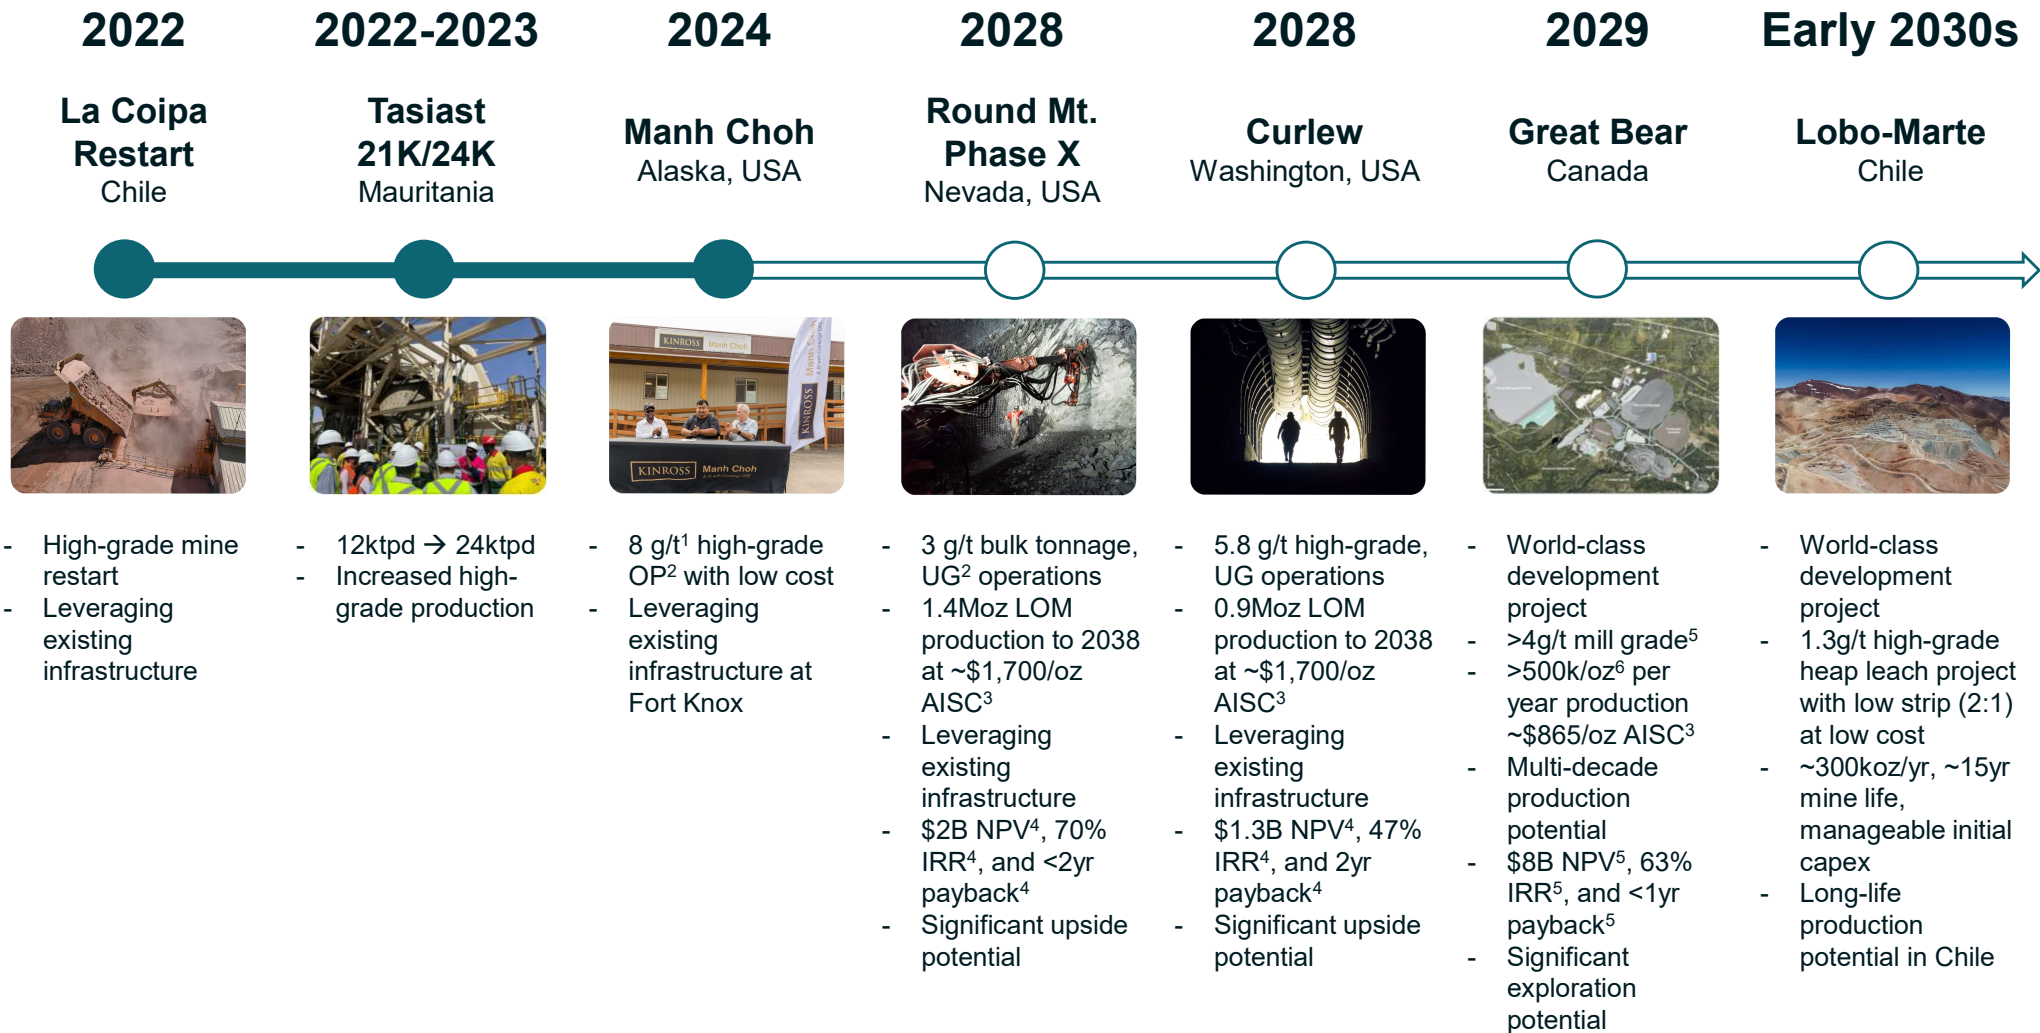 2022
2022-2023
2024
2028
2028
2029
Early 2030s
La Coipa
Restart
Chile
Tasiast
21K/24K
Mauritania
Manh Choh
Alaska, USA
Round Mt.
Phase X
Nevada, USA
Curlew
Washington, USA
Great Bear
Canada
Lobo-Marte
Chile
KINROSS Manh Choh
KINROSS
Manh Choh
KINROSS Manh Choh
- High-grade mine
restart
- Leveraging
existing
infrastructure
- 12ktpd → 24ktpd
- Increased high-
grade production
- 8 g/t¹ high-grade
OP² with low cost
- Leveraging
existing
infrastructure at
Fort Knox
- 3 g/t bulk tonnage,
UG² operations
- 1.4Moz LOM
production to 2038
at ~$1,700/oz
AISC³
- Leveraging
existing
infrastructure
- $2B NPV⁴, 70%
IRR⁴, and <2yr
payback⁴
- Significant upside
potential
- 5.8 g/t high-grade,
UG operations
- 0.9Moz LOM
production to 2038
at ~$1,700/oz
AISC³
- Leveraging
existing
infrastructure
- $1.3B NPV⁴, 47%
IRR⁴, and 2yr
payback⁴
- Significant upside
potential
- World-class
development
project
- >4g/t mill grade⁵
- >500k/oz⁶ per
year production
~$865/oz AISC³
- Multi-decade
production
potential
- $8B NPV⁵, 63%
IRR⁵, and <1yr
payback⁵
- Significant
exploration
potential
- World-class
development
project
- 1.3g/t high-grade
heap leach project
with low strip (2:1)
at low cost
- ~300koz/yr, ~15yr
mine life,
manageable initial
capex
- Long-life
production
potential in Chile